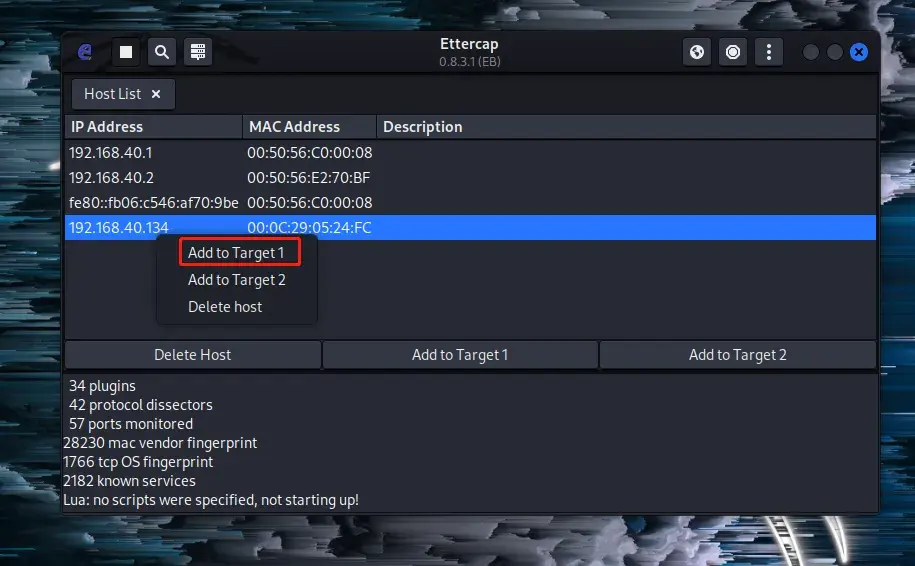 Ettercap
0.8.3.1 (EB)
Host List ×
IP Address MAC Address Description
192.168.40.1 00:50:56:C0:00:08
192.168.40.2 00:50:56:E2:70:BF
fe80::fb06:c546:af70:9be 00:50:56:C0:00:08
192.168.40.134 00:0C:29:05:24:FC
Add to Target 1
Add to Target 2
Delete host
Delete Host Add to Target 1 Add to Target 2
34 plugins
42 protocol dissectors
57 ports monitored
28230 mac vendor fingerprint
1766 tcp OS fingerprint
2182 known services
Lua: no scripts were specified, not starting up!